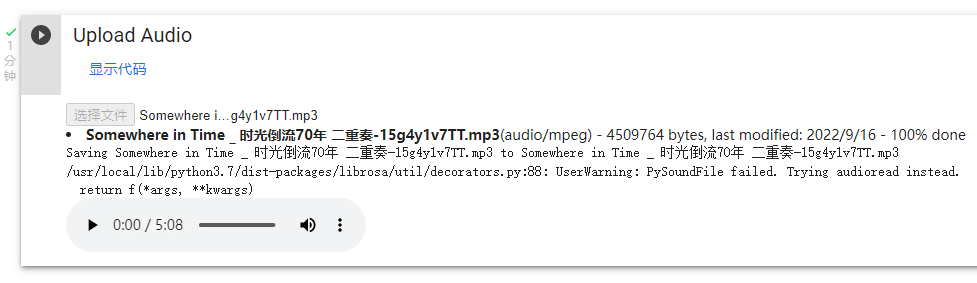 Upload Audio
1
分
钟
显示代码
选择文件 Somewhere i...g4y1v7TT.mp3
• Somewhere in Time _ 时光倒流70年 二重奏-15g4y1v7TT.mp3(audio/mpeg) - 4509764 bytes, last modified: 2022/9/16 - 100% done
Saving Somewhere in Time _ 时光倒流70年 二重奏-15g4y1v7TT.mp3 to Somewhere in Time _ 时光倒流70年 二重奏-15g4y1v7TT.mp3
/usr/local/lib/python3.7/dist-packages/librosa/util/decorators.py:88: UserWarning: PySoundFile failed. Trying audioread instead.
return f(*args, **kwargs)
0:00 / 5:08